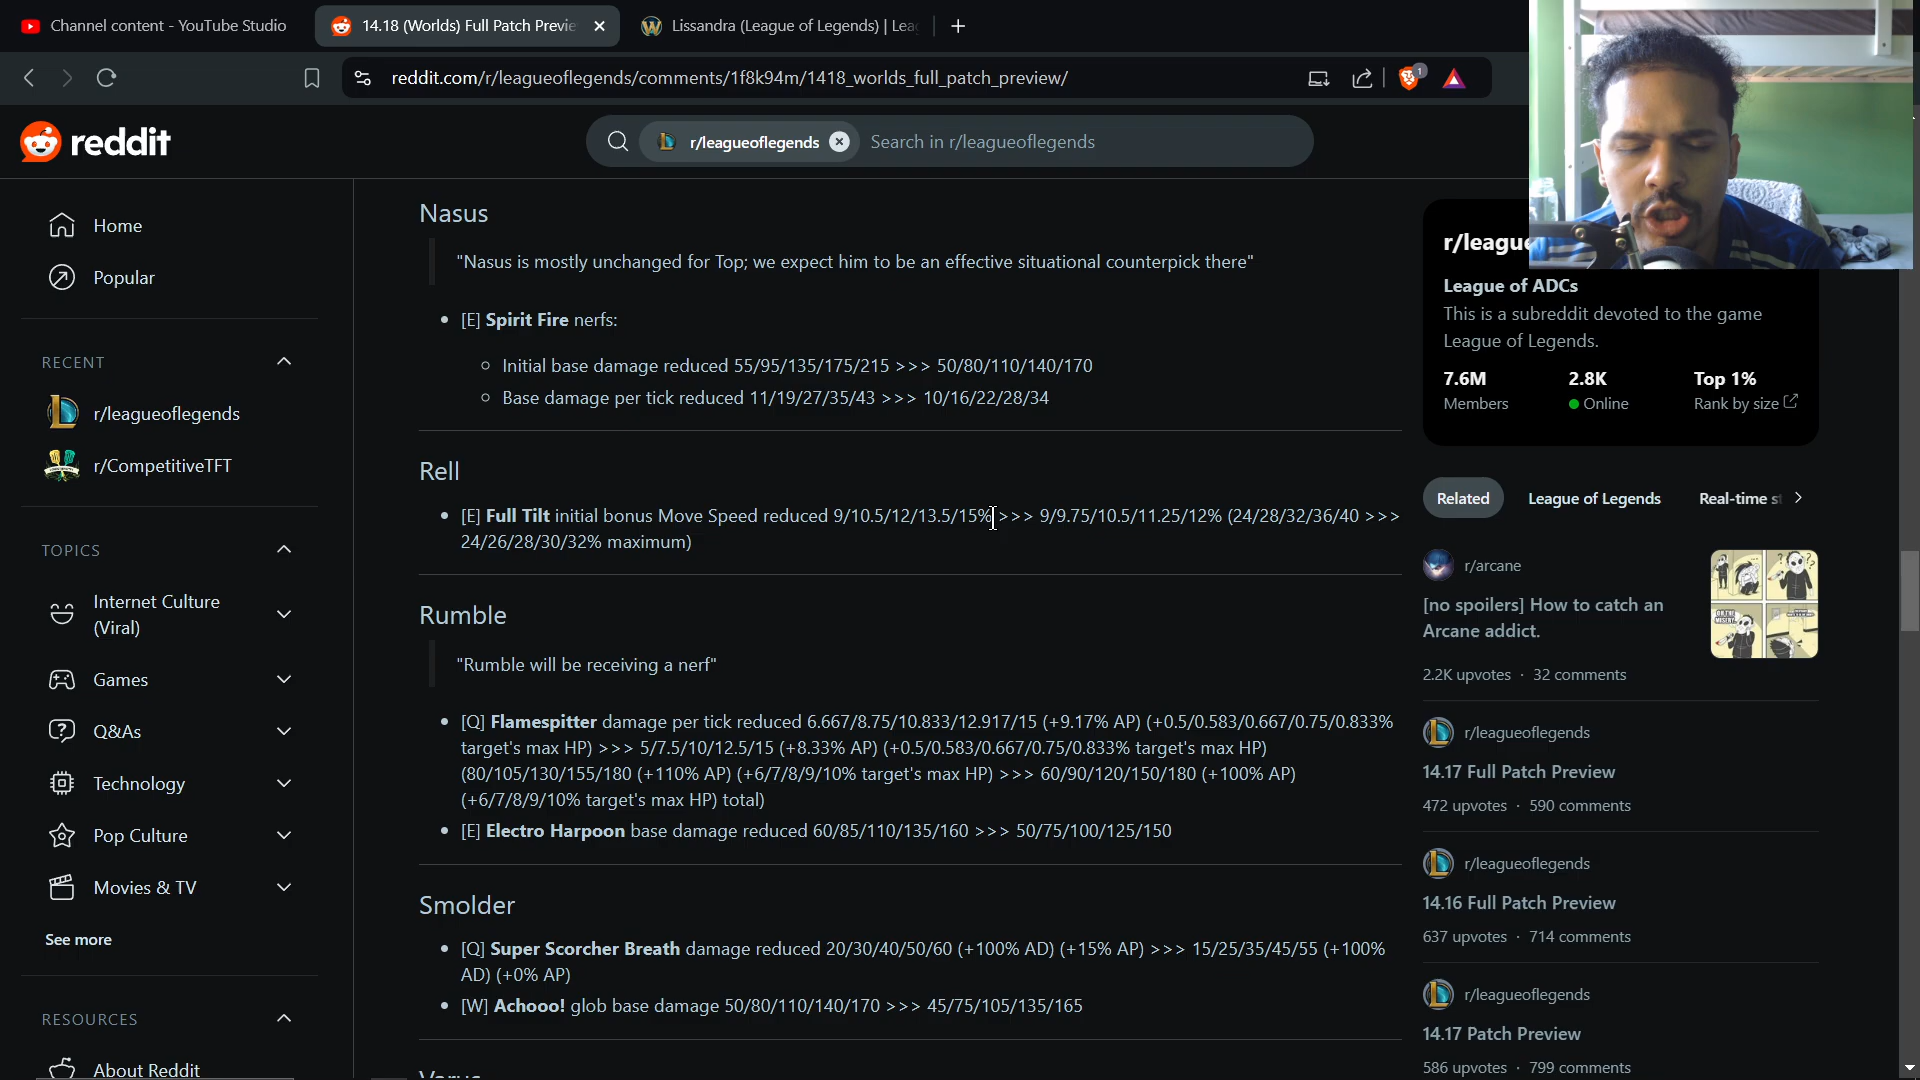 Channel content - YouTube Studio
14.18 (Worlds) Full Patch Previe
Lissandra (League of Legends) | Lea
reddit.com/r/leagueoflegends/comments/1f8k94m/1418_worlds_full_patch_preview/
1
reddit
r/leagueoflegends
Search in r/leagueoflegends
Home
Popular
RECENT
r/leagueoflegends
r/CompetitiveTFT
TOPICS
Internet Culture
(Viral)
Games
Q&As
Technology
Pop Culture
Movies & TV
See more
RESOURCES
About Reddit
Nasus
"Nasus is mostly unchanged for Top; we expect him to be an effective situational counterpick there"
[E] Spirit Fire nerfs:
Initial base damage reduced 55/95/135/175/215 >>> 50/80/110/140/170
Base damage per tick reduced 11/19/27/35/43 >>> 10/16/22/28/34
Rell
[E] Full Tilt initial bonus Move Speed reduced 9/10.5/12/13.5/15% >>> 9/9.75/10.5/11.25/12% (24/28/32/36/40 >>>
24/26/28/30/32% maximum)
Rumble
"Rumble will be receiving a nerf"
[Q] Flamespitter damage per tick reduced 6.667/8.75/10.833/12.917/15 (+9.17% AP) (+0.5/0.583/0.667/0.75/0.833%
target's max HP) >>> 5/7.5/10/12.5/15 (+8.33% AP) (+0.5/0.583/0.667/0.75/0.833% target's max HP)
(80/105/130/155/180 (+110% AP) (+6/7/8/9/10% target's max HP) >>> 60/90/120/150/180 (+100% AP)
(+6/7/8/9/10% target's max HP) total)
[E] Electro Harpoon base damage reduced 60/85/110/135/160 >>> 50/75/100/125/150
Smolder
[Q] Super Scorcher Breath damage reduced 20/30/40/50/60 (+100% AD) (+15% AP) >>> 15/25/35/45/55 (+100%
AD) (+0% AP)
[W] Achooo! glob base damage 50/80/110/140/170 >>> 45/75/105/135/165
Varus
r/league
League of ADCs
This is a subreddit devoted to the game
League of Legends.
7.6M 2.8K Top 1%
Members Online Rank by size
Related League of Legends Real-time st
r/arcane
[no spoilers] How to catch an
Arcane addict.
2.2K upvotes · 32 comments
r/leagueoflegends
14.17 Full Patch Preview
472 upvotes · 590 comments
r/leagueoflegends
14.16 Full Patch Preview
637 upvotes · 714 comments
r/leagueoflegends
14.17 Patch Preview
586 upvotes · 799 comments